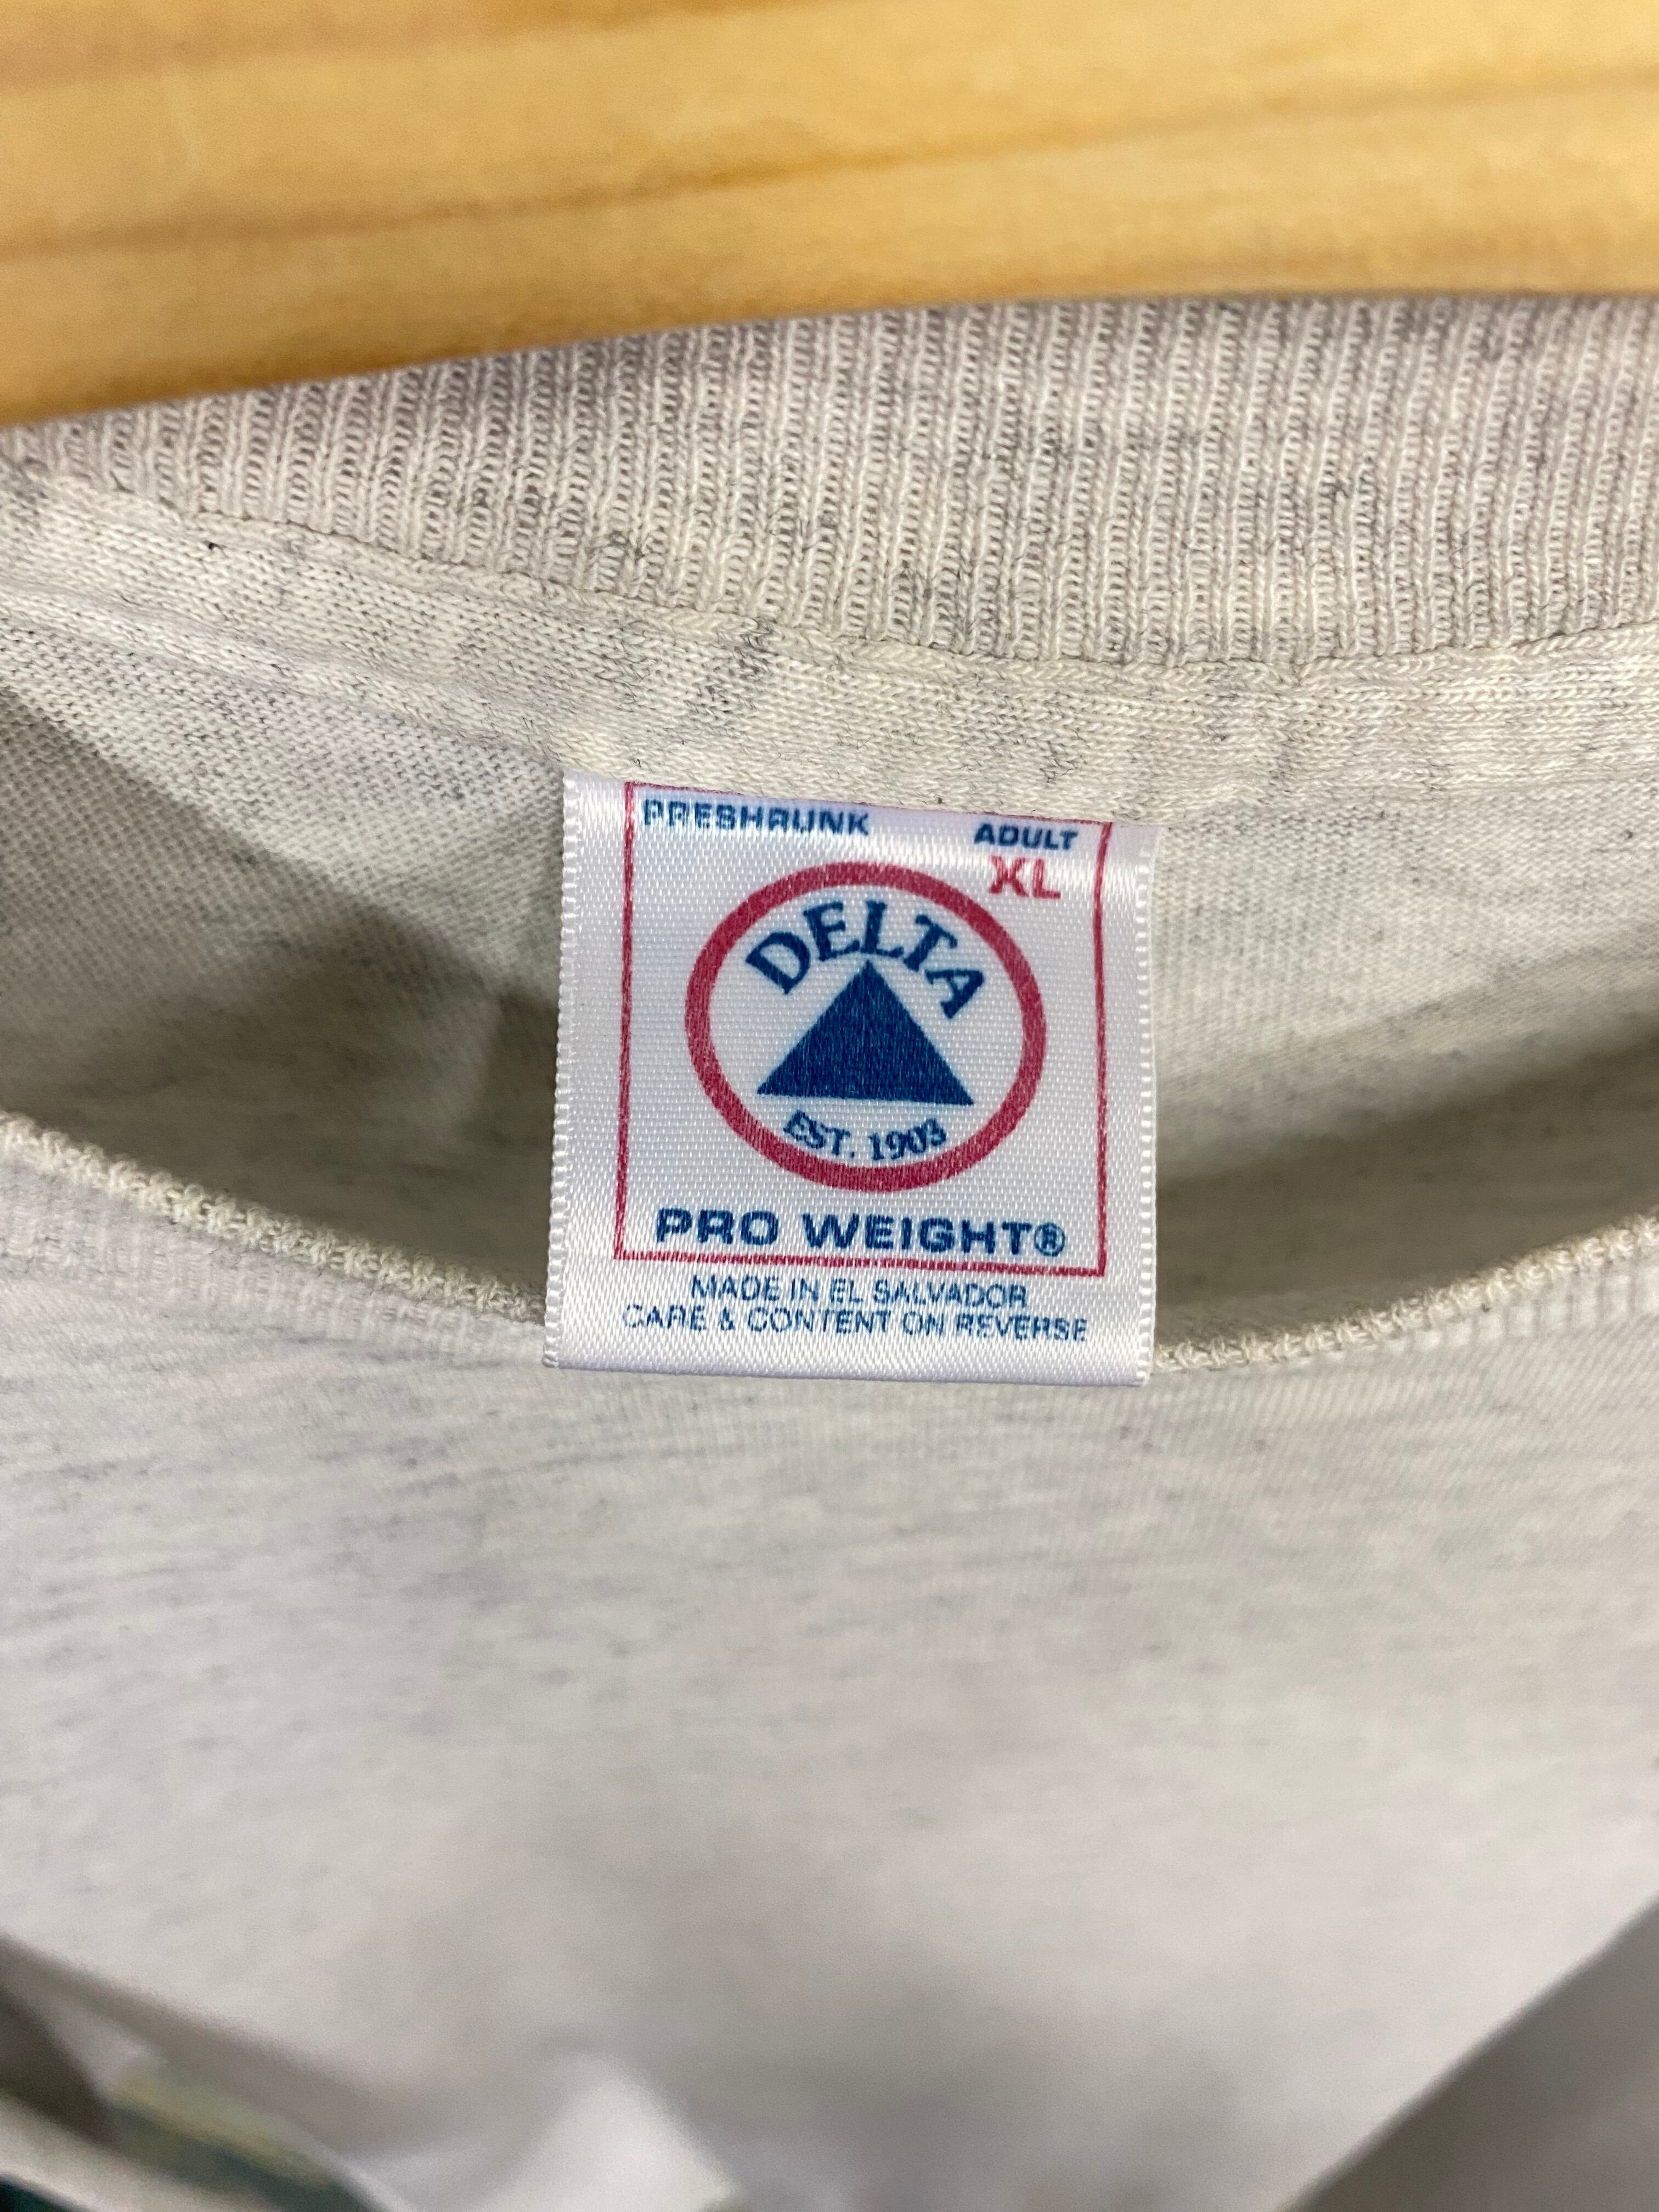 PRESHRUNK ADULT
XL
DELTA
EST. 1903
PRO WEIGHT®
MADE IN EL SALVADOR
CARE & CONTENT ON REVERSE